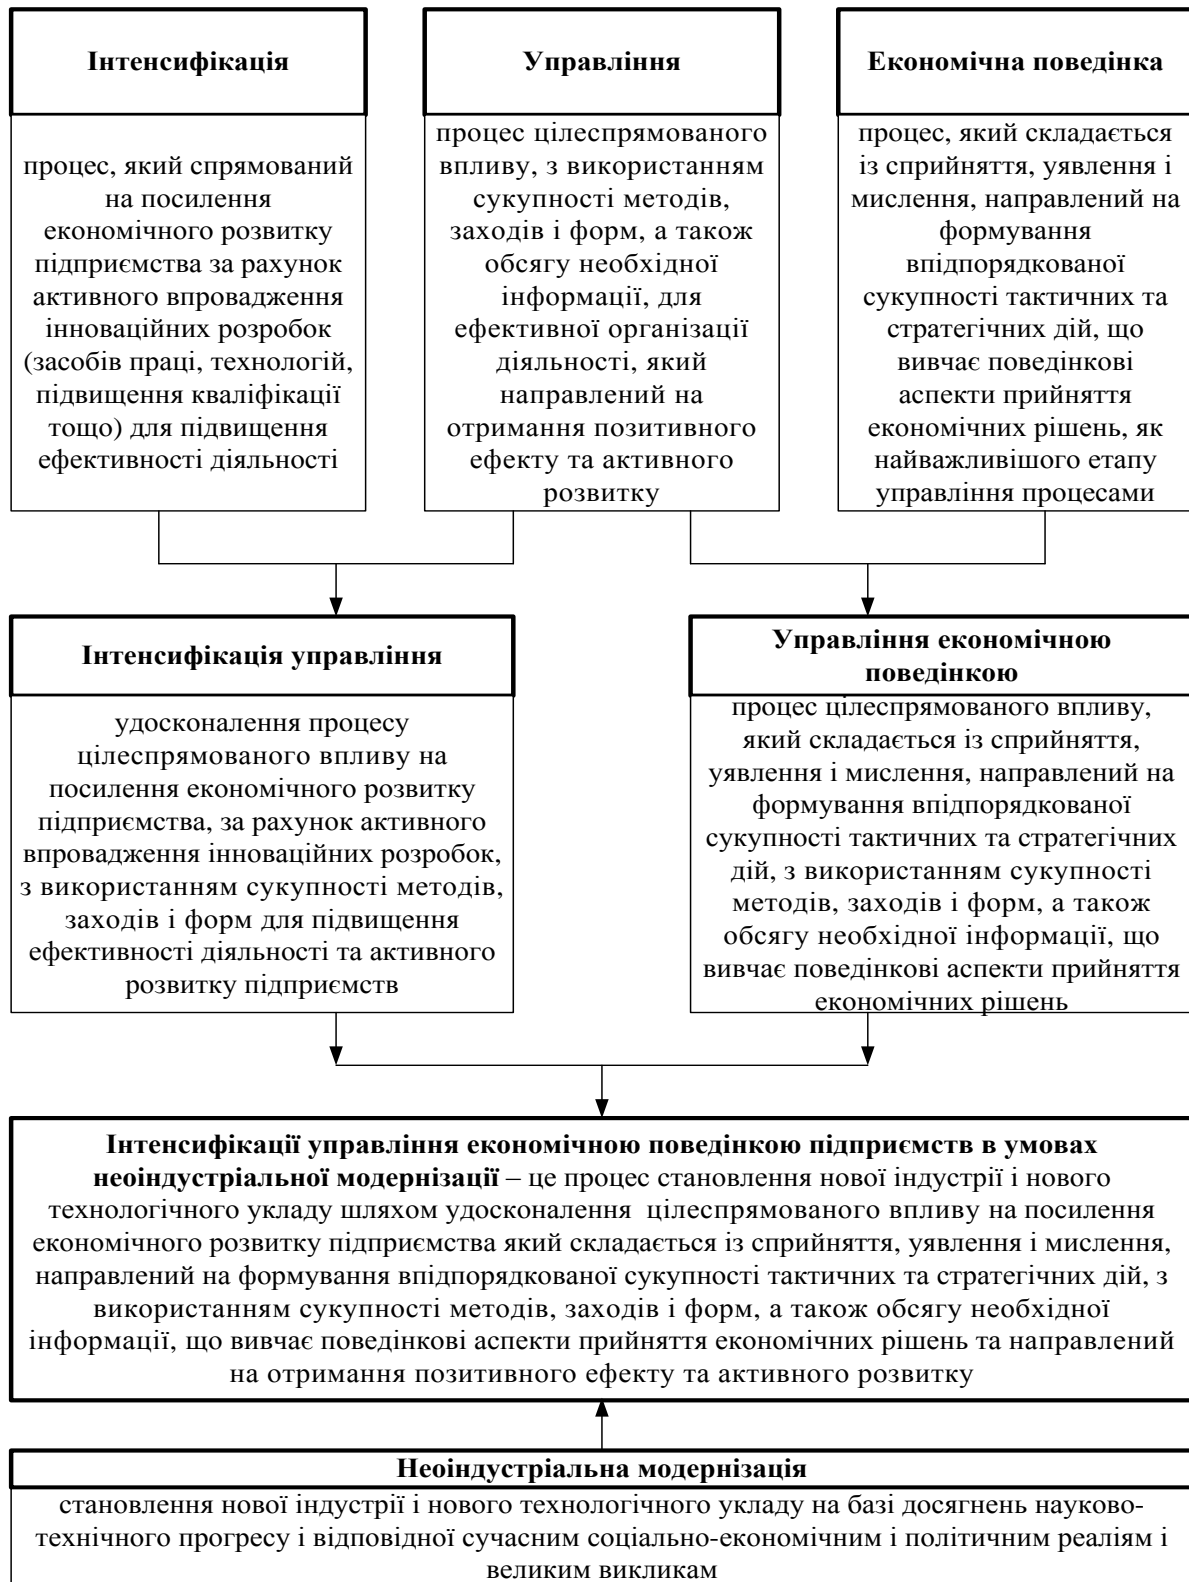 Інтенсифікація
процес, який спрямований
на посилення
економічного розвитку
підприємства за рахунок
активного впровадження
інноваційних розробок
(засобів праці, технологій,
підвищення кваліфікації
тощо) для підвищення
ефективності діяльності
Управління
процес цілеспрямованого
впливу, з використанням
сукупності методів,
заходів і форм, а також
обсягу необхідної
інформації, для
ефективної організації
діяльності, який
направлений на
отримання позитивного
ефекту та активного
розвитку
Економічна поведінка
процес, який складається
із сприйняття, уявлення і
мислення, направлений на
формування
впідпорядкованої
сукупності тактичних та
стратегічних дій, що
вивчає поведінкові
аспекти прийняття
економічних рішень, як
найважливішого етапу
управління процесами
Інтенсифікація управління
удосконалення процесу
цілеспрямованого впливу на
посилення економічного розвитку
підприємства, за рахунок активного
впровадження інноваційних розробок,
з використанням сукупності методів,
заходів і форм для підвищення
ефективності діяльності та активного
розвитку підприємств
Управління економічною
поведінкою
процес цілеспрямованого впливу,
який складається із сприйняття,
уявлення і мислення, направлений на
формування впідпорядкованої
сукупності тактичних та стратегічних
дій, з використанням сукупності
методів, заходів і форм, а також
обсягу необхідної інформації, що
вивчає поведінкові аспекти прийняття
економічних рішень
Інтенсифікації управління економічною поведінкою підприємств в умовах
неоіндустріальної модернізації – це процес становлення нової індустрії і нового
технологічного укладу шляхом удосконалення цілеспрямованого впливу на посилення
економічного розвитку підприємства який складається із сприйняття, уявлення і мислення,
направлений на формування впідпорядкованої сукупності тактичних та стратегічних дій, з
використанням сукупності методів, заходів і форм, а також обсягу необхідної
інформації, що вивчає поведінкові аспекти прийняття економічних рішень та направлений
на отримання позитивного ефекту та активного розвитку
Неоіндустріальна модернізація
становлення нової індустрії і нового технологічного укладу на базі досягнень науково-
технічного прогресу і відповідної сучасним соціально-економічним і політичним реаліям і
великим викликам